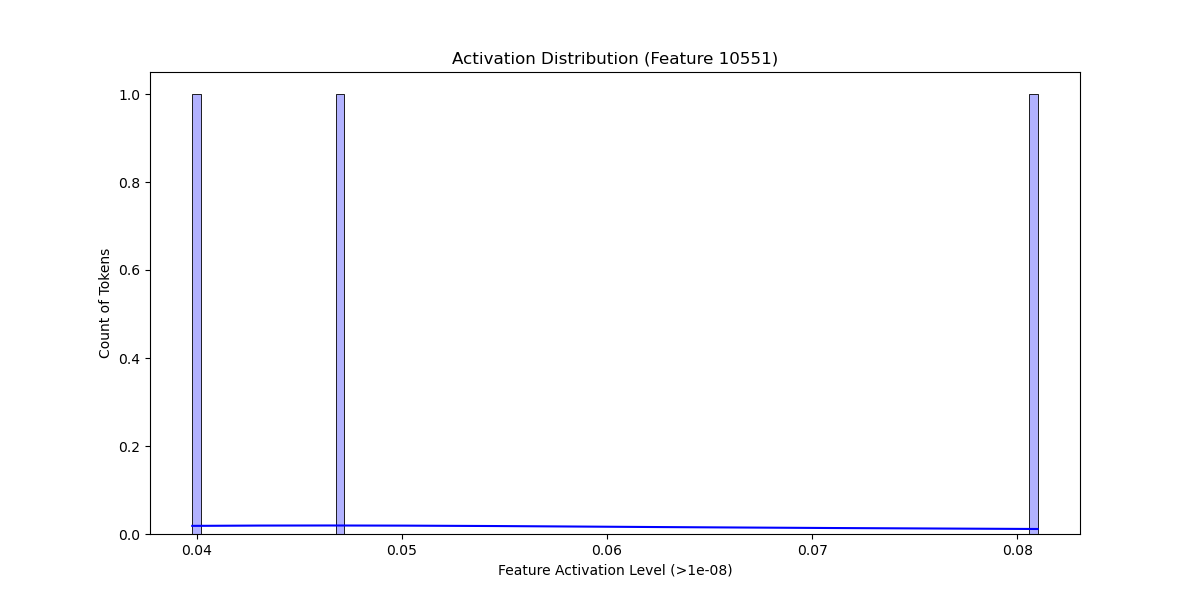 Activation Distribution (Feature 10551)
1.0
0.8
0.6
0.4
0.2
0.0
Count of Tokens
0.04 0.05 0.06 0.07 0.08
Feature Activation Level (>1e-08)